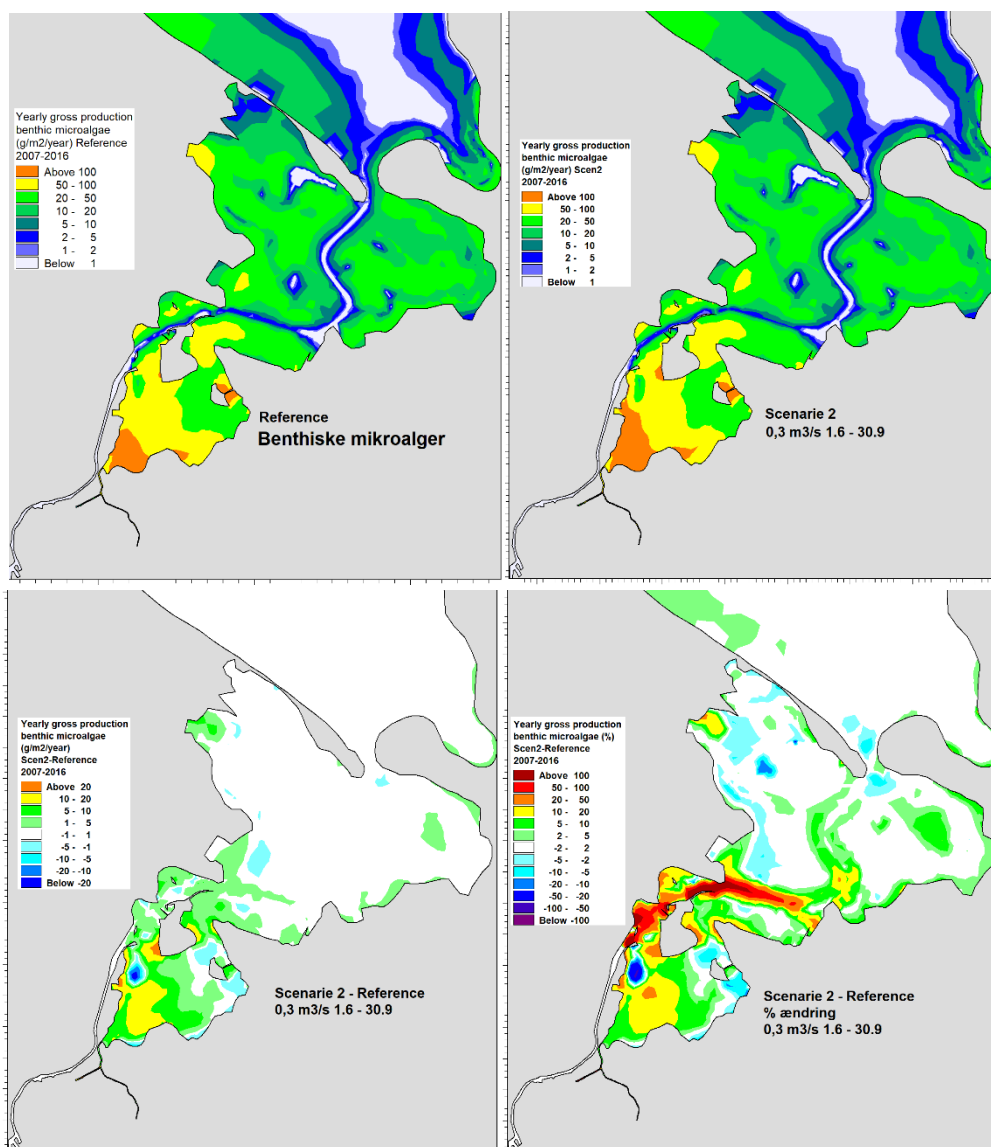 Yearly gross production
benthic microalgae
(g/m2/year) Reference
2007-2016
Above 100
50 - 100
20 - 50
10 - 20
5 - 10
2 - 5
1 - 2
Below 1
Reference
Benthiske mikroalger
Yearly gross production
benthic microalgae
(g/m2/year) Scen2
2007-2016
Above 100
50 - 100
20 - 50
10 - 20
5 - 10
2 - 5
1 - 2
Below 1
Scenarie 2
0,3 m3/s 1.6 - 30.9
Yearly gross production
benthic microalgae
(g/m2/year)
Scen2-Reference
2007-2016
Above 20
10 - 20
5 - 10
1 - 5
-1 - 1
-5 - -1
-10 - -5
-20 - -10
Below -20
Scenarie 2 - Reference
0,3 m3/s 1.6 - 30.9
Yearly gross production
benthic microalgae (%)
Scen2-Reference
2007-2016
Above 100
50 - 100
20 - 50
10 - 20
5 - 10
2 - 5
-2 - 2
-5 - -2
-10 - -5
-20 - -10
-50 - -20
-100 - -50
Below -100
Scenarie 2 - Reference
% ændring
0,3 m3/s 1.6 - 30.9